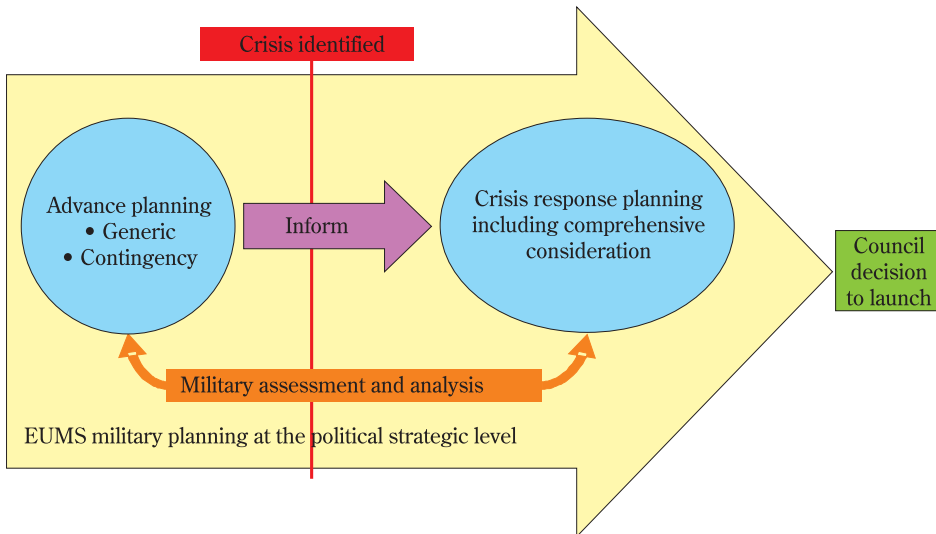 Crisis identified
Advance planning
• Generic
• Contingency
Inform
Crisis response planning
including comprehensive
consideration
Council
decision
to launch
Military assessment and analysis
EUMS military planning at the political strategic level